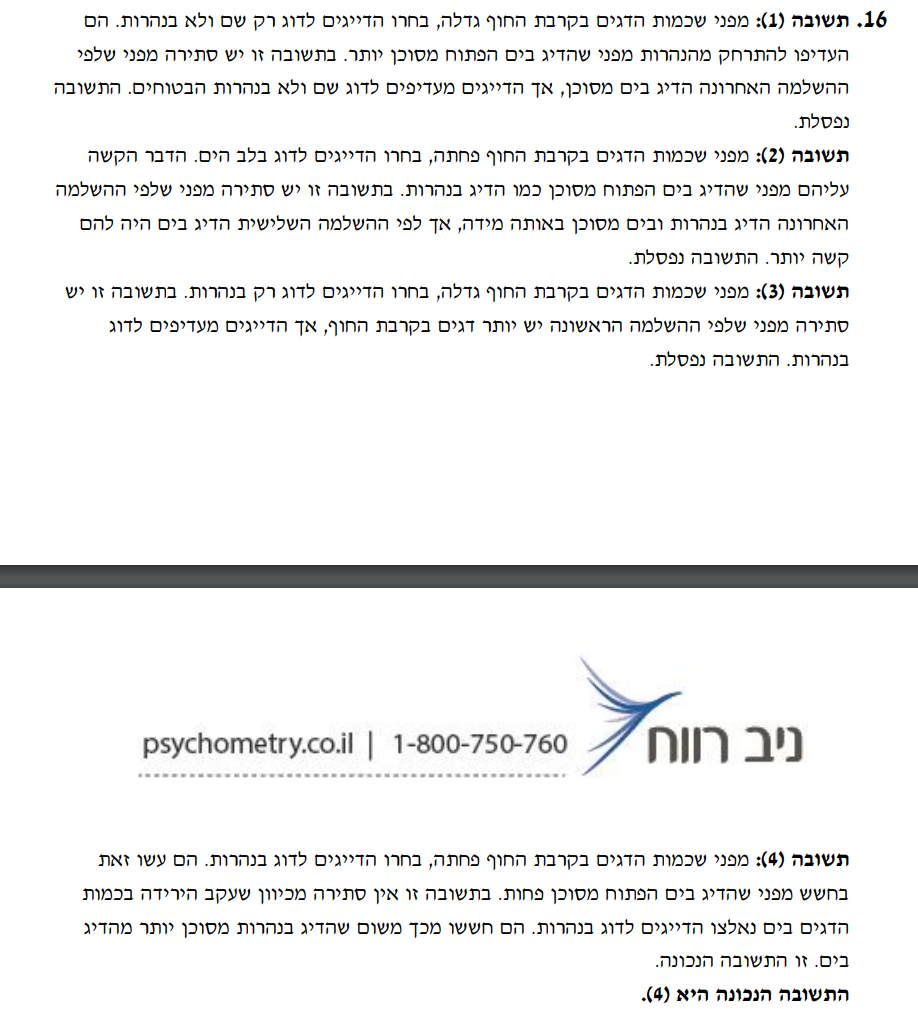 16. תשובה (1): מפני שכמות הדגים בקרבת החוף גדלה, בחרו הדייגים לדוג רק שם ולא בנהרות. הם
העדיפו להתרחק מהנהרות מפני שהדיג בים הפתוח מסוכן יותר. בתשובה זו יש סתירה מפני שלפי
ההשלמה האחרונה הדיג בים מסוכן, אך הדייגים מעדיפים לדוג שם ולא בנהרות הבטוחים. התשובה
נפסלת.
תשובה (2): מפני שכמות הדגים בקרבת החוף פחתה, בחרו הדייגים לדוג בלב הים. הדבר הקשה
עליהם מפני שהדיג בים הפתוח מסוכן כמו הדיג בנהרות. בתשובה זו יש סתירה מפני שלפי ההשלמה
האחרונה הדיג בנהרות ובים מסוכן באותה מידה, אך לפי ההשלמה השלישית הדיג בים היה להם
קשה יותר. התשובה נפסלת.
תשובה (3): מפני שכמות הדגים בקרבת החוף גדלה, בחרו הדייגים לדוג רק בנהרות. בתשובה זו יש
סתירה מפני שלפי ההשלמה הראשונה יש יותר דגים בקרבת החוף, אך הדייגים מעדיפים לדוג
בנהרות. התשובה נפסלת.
psychometry.co.il | 1-800-750-760
ניב רווח
תשובה (4): מפני שכמות הדגים בקרבת החוף פחתה, בחרו הדייגים לדוג בנהרות. הם עשו זאת
בחשש מפני שהדיג בים הפתוח מסוכן פחות. בתשובה זו אין סתירה מכיוון שעקב הירידה בכמות
הדגים בים נאלצו הדייגים לדוג בנהרות. הם חששו מכך משום שהדיג בנהרות מסוכן יותר מהדיג
בים. זו התשובה הנכונה.
התשובה הנכונה היא (4).